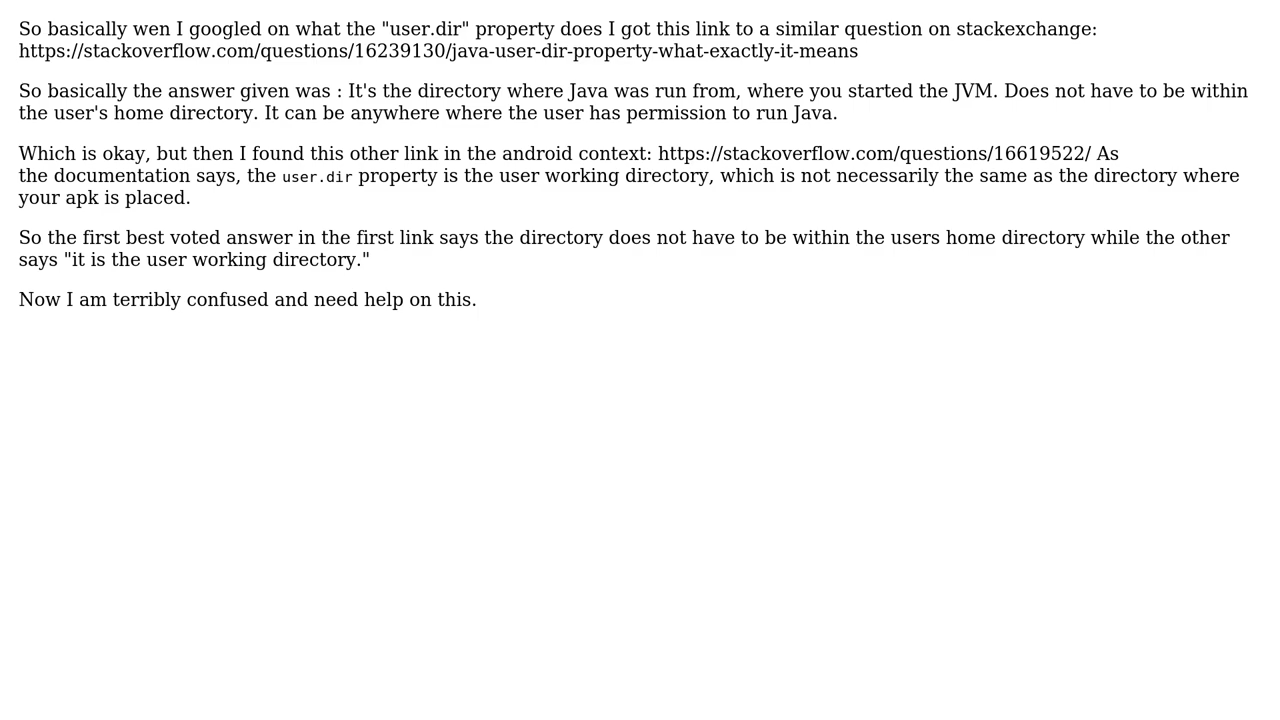 So basically wen I googled on what the "user.dir" property does I got this link to a similar question on stackexchange:
https://stackoverflow.com/questions/16239130/java-user-dir-property-what-exactly-it-means
So basically the answer given was : It's the directory where Java was run from, where you started the JVM. Does not have to be within
the user's home directory. It can be anywhere where the user has permission to run Java.
Which is okay, but then I found this other link in the android context: https://stackoverflow.com/questions/16619522/ As
the documentation says, the user.dir property is the user working directory, which is not necessarily the same as the directory where
your apk is placed.
So the first best voted answer in the first link says the directory does not have to be within the users home directory while the other
says "it is the user working directory."
Now I am terribly confused and need help on this.